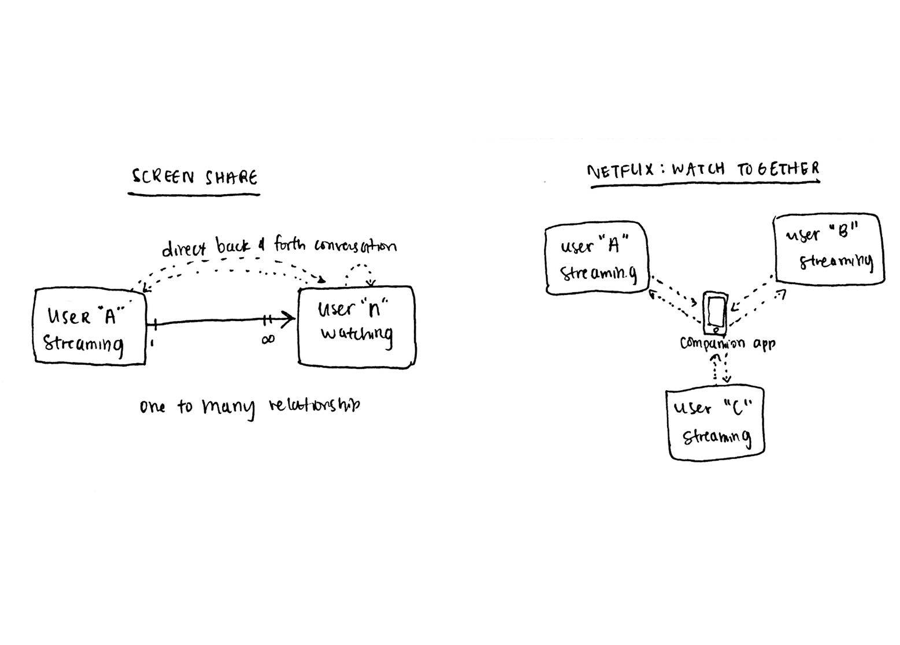 SCREEN SHARE
direct back & forth conversation
User "A"
streaming
1
∞
User "n"
watching
one to many relationship
NETFLIX: WATCH TOGETHER
user "A"
streaming
user "B"
streaming
companion app
user "C"
streaming